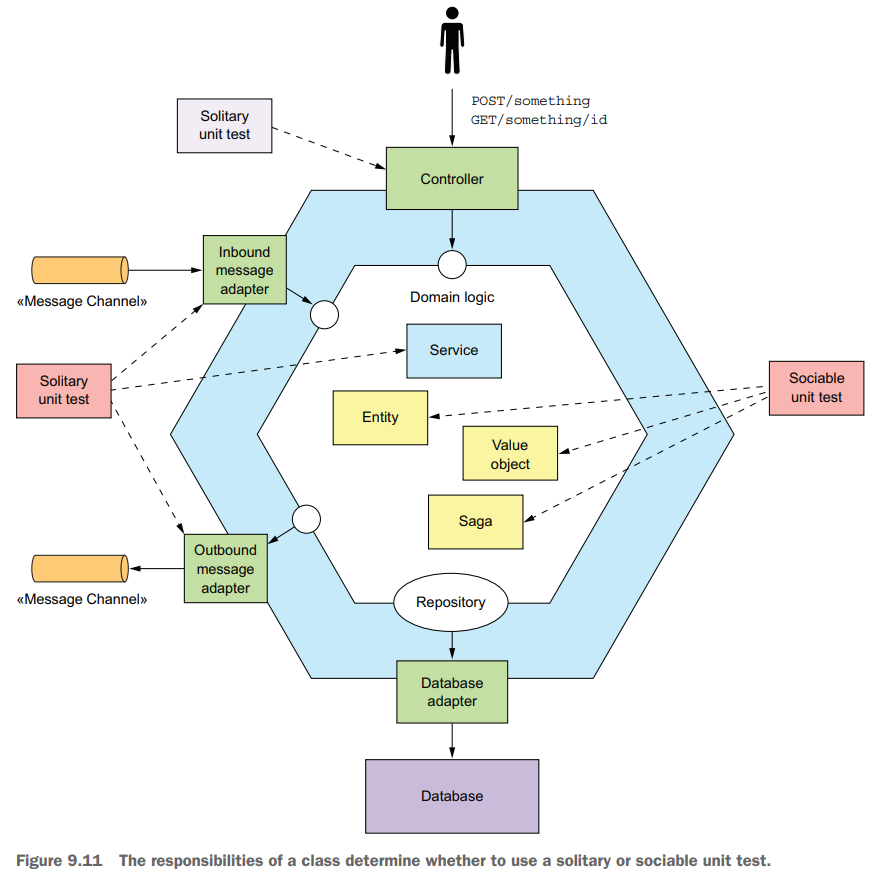 POST/something
GET/something/id
Solitary
unit test
Controller
Inbound
message
adapter
«Message Channel»
Domain logic
Service
Solitary
unit test
Sociable
unit test
Entity
Value
object
Saga
Outbound
message
adapter
«Message Channel»
Repository
Database
adapter
Database
Figure 9.11 The responsibilities of a class determine whether to use a solitary or sociable unit test.